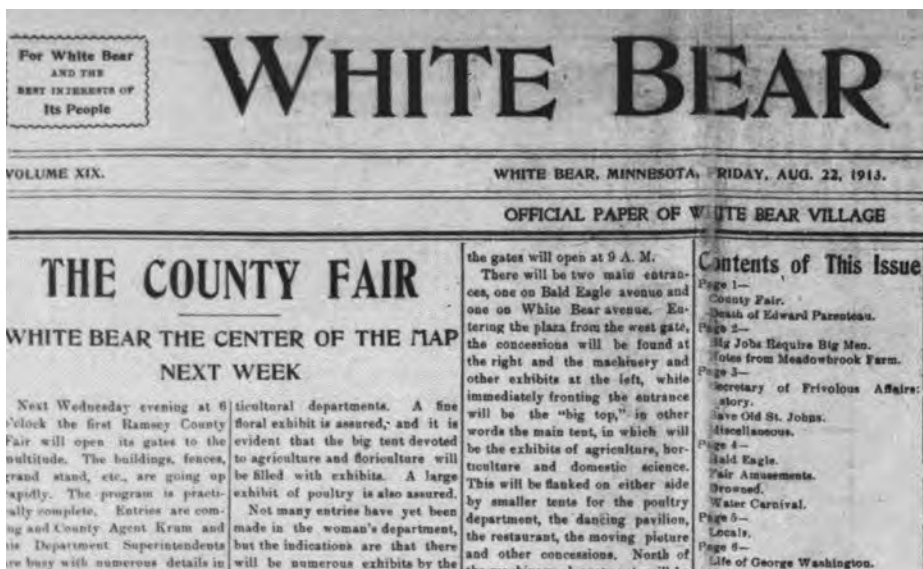 For White Bear
AND THE
BEST INTERESTS OF
Its People
WHITE BEAR
VOLUME XIX.
WHITE BEAR, MINNESOTA, FRIDAY, AUG. 22, 1913.
OFFICIAL PAPER OF WHITE BEAR VILLAGE
THE COUNTY FAIR
WHITE BEAR THE CENTER OF THE MAP
NEXT WEEK
Next Wednesday evening at 6
o'clock the first Ramsey County
Fair will open its gates to the
multitude. The buildings, fences,
grand stand, etc., are going up
rapidly. The program is practi-
ally complete. Entries are com-
ing and County Agent Krum and
his Department Superintendents
are busy with numerous details in
ticultural departments. A fine
floral exhibit is assured, and it is
evident that the big tent devoted
to agriculture and floriculture will
be filled with exhibits. A large
exhibit of poultry is also assured.
Not many entries have yet been
made in the woman's department,
but the indications are that there
will be numerous exhibits by the
the gates will open at 9 A. M.
There will be two main entran-
ces, one on Bald Eagle avenue and
one on White Bear avenue. En-
tering the plaza from the west gate,
the concessions will be found at
the right and the machinery and
other exhibits at the left, while
immediately fronting the entrance
will be the "big top," in other
words the main tent, in which will
be the exhibits of agriculture, hor-
ticulture and domestic science.
This will be flanked on either side
by smaller tents for the poultry
department, the dancing pavilion,
the restaurant, the moving picture
and other concessions. North of
Contents of This Issue
Page 1—
County Fair.
Death of Edward Parenteau.
Page 2—
Big Jobs Require Big Men.
Notes from Meadowbrook Farm.
Page 3—
Secretary of Frivolous Affairs:
story.
Save Old St. Johns.
Miscellaneous.
Page 4—
Bald Eagle.
Fair Amusements.
Drowned.
Water Carnival.
Page 5—
Locals.
Page 6—
Life of George Washington.